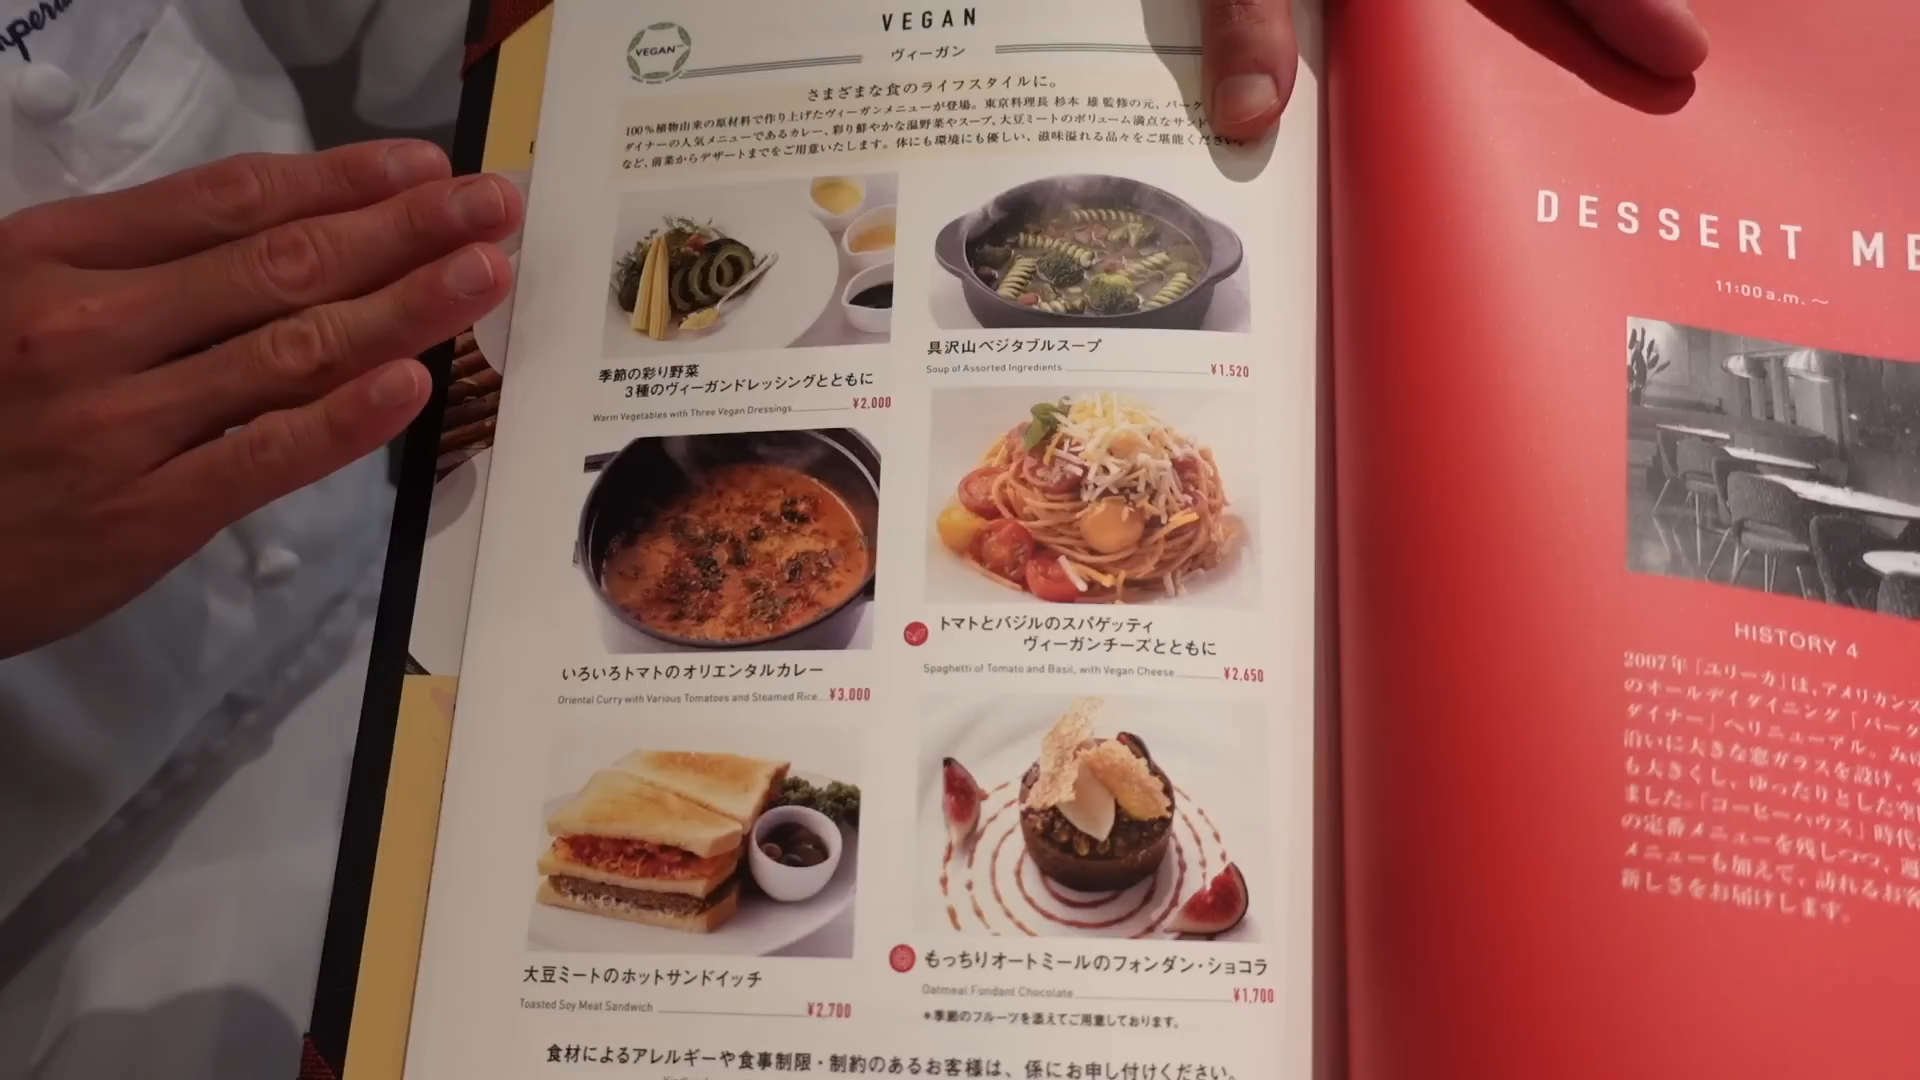 VEGAN
VEGAN
ヴィーガン
さまざまな食のライフスタイルに。
100％植物由来の原材料で作り上げたヴィーガンメニューが登場。東京料理長 杉本 雄 監修の元、パーク
ダイナーの人気メニューであるカレー、彩り鮮やかな温野菜やスープ、大豆ミートのボリューム満点なサンド
など、前菜からデザートまでをご用意いたします。体にも環境にも優しい、滋味溢れる品々をご堪能ください。
季節の彩り野菜
3種のヴィーガンドレッシングとともに
Warm Vegetables with Three Vegan Dressings ¥2,000
具沢山ベジタブルスープ
Soup of Assorted Ingredients ¥1,520
いろいろトマトのオリエンタルカレー
Oriental Curry with Various Tomatoes and Steamed Rice ¥3,000
トマトとバジルのスパゲッティ
ヴィーガンチーズとともに
Spaghetti of Tomato and Basil, with Vegan Cheese ¥2,650
大豆ミートのホットサンドイッチ
Toasted Soy Meat Sandwich ¥2,700
もっちりオートミールのフォンダン・ショコラ
Oatmeal Fondant Chocolate ¥1,700
＊季節のフルーツを添えてご用意しております。
食材によるアレルギーや食事制限・制約のあるお客様は、係にお申し付けください。
DESSERT ME
11:00a.m.〜
HISTORY 4
2007年「ユリーカ」は、アメリカンス
のオールデイダイニング「パーク
ダイナー」へリニューアル。みゆ
沿いに大きな窓ガラスを設け、
も大きくし、ゆったりとした空
ました。「コーヒーハウス」時代
の定番メニューを残しつつ、
メニューも加えて、訪れるお客
新しさをお届けします。